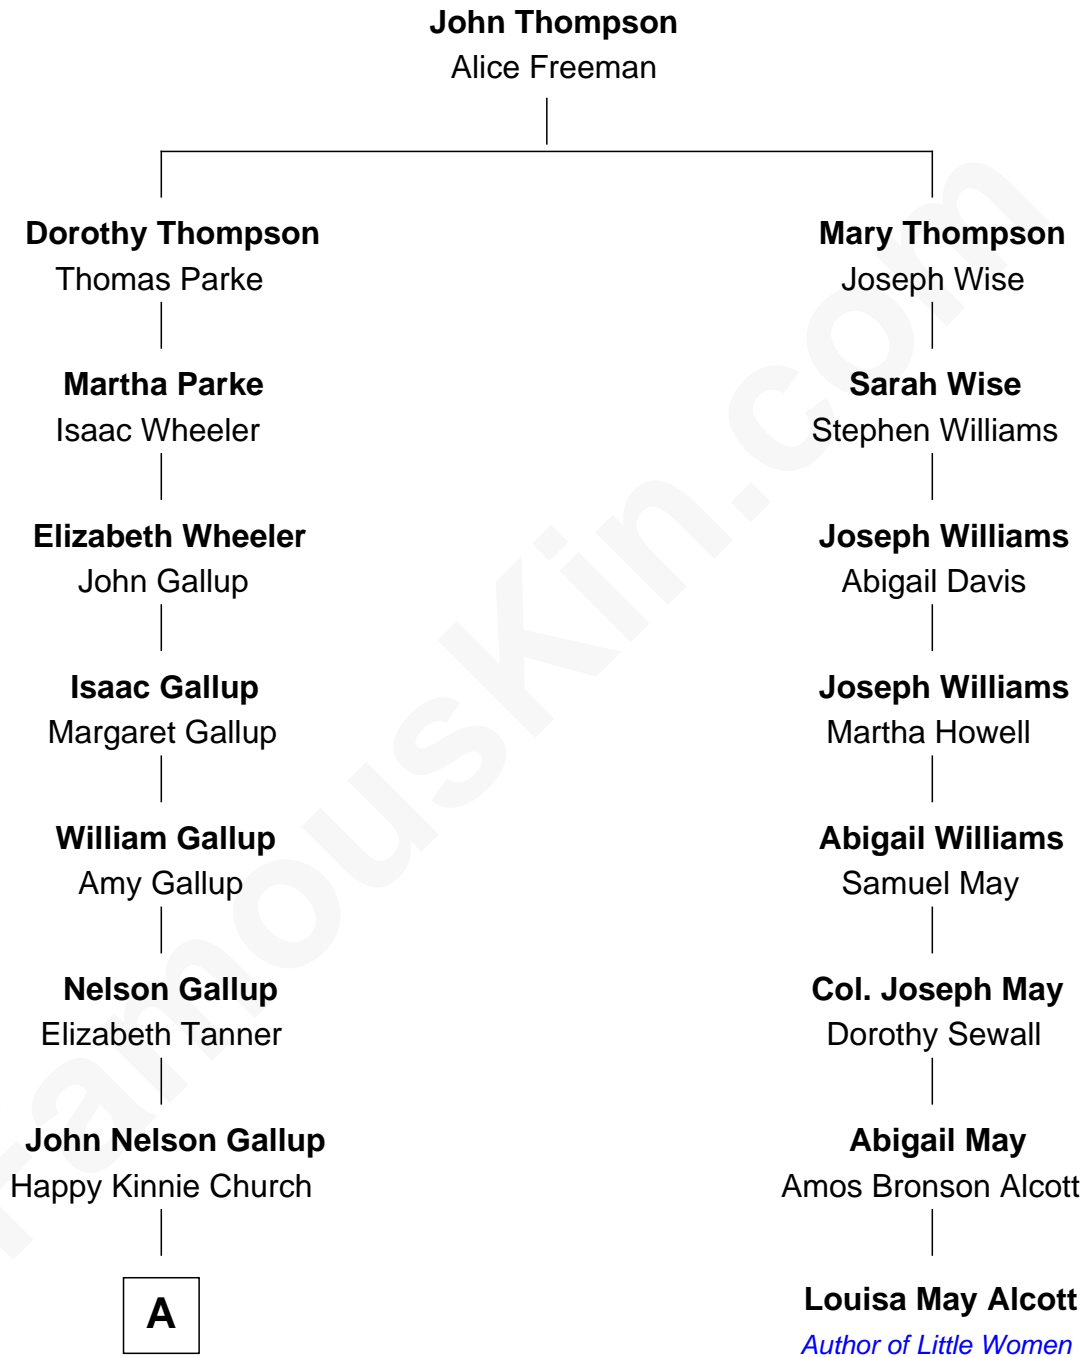 John Thompson
Alice Freeman
Dorothy Thompson
Thomas Parke
Mary Thompson
Joseph Wise
Martha Parke
Isaac Wheeler
Sarah Wise
Stephen Williams
Elizabeth Wheeler
John Gallup
Joseph Williams
Abigail Davis
Isaac Gallup
Margaret Gallup
Joseph Williams
Martha Howell
William Gallup
Amy Gallup
Abigail Williams
Samuel May
Nelson Gallup
Elizabeth Tanner
Col. Joseph May
Dorothy Sewall
John Nelson Gallup
Happy Kinnie Church
Abigail May
Amos Bronson Alcott
A
Louisa May Alcott
Author of Little Women
FamousKin.com